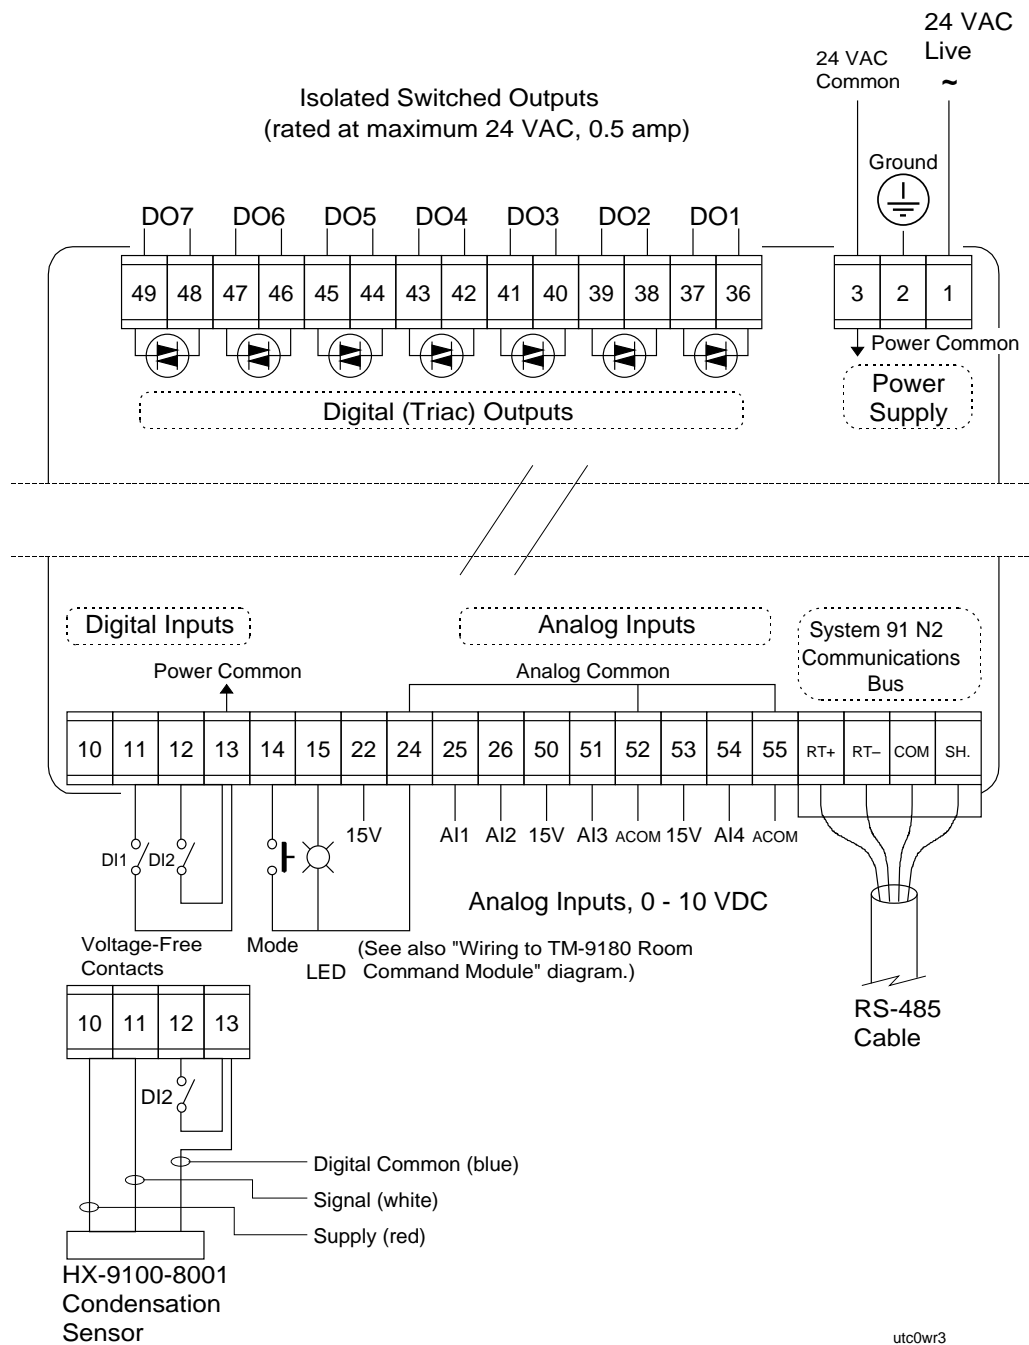 24 VAC
Live
~
24 VAC
Common
Isolated Switched Outputs
(rated at maximum 24 VAC, 0.5 amp)
Ground
DO7 DO6 DO5 DO4 DO3 DO2 DO1
49 48 47 46 45 44 43 42 41 40 39 38 37 36 3 2 1
Power Common
Digital (Triac) Outputs
Power
Supply
Digital Inputs
Analog Inputs
System 91 N2
Communications
Bus
Power Common
Analog Common
10 11 12 13 14 15 22 24 25 26 50 51 52 53 54 55 RT+ RT– COM SH.
15V AI1 AI2 15V AI3 ACOM 15V AI4 ACOM
DI1 DI2
Analog Inputs, 0 - 10 VDC
Voltage-Free
Contacts
Mode
LED
(See also "Wiring to TM-9180 Room
Command Module" diagram.)
RS-485
Cable
10 11 12 13
DI2
Digital Common (blue)
Signal (white)
Supply (red)
HX-9100-8001
Condensation
Sensor
utc0wr3